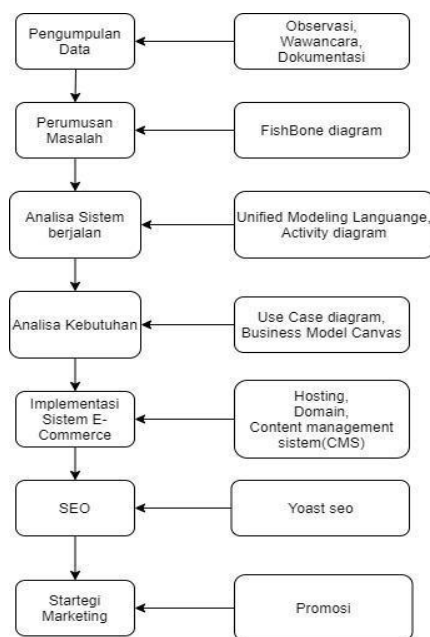 Pengumpulan
Data
Observasi,
Wawancara,
Dokumentasi
Perumusan
Masalah
FishBone diagram
Analisa Sistem
berjalan
Unified Modeling Languange,
Activity diagram
Analisa Kebutuhan
Use Case diagram,
Business Model Canvas
Implementasi
Sistem E-
Commerce
Hosting,
Domain,
Content management
sistem(CMS)
SEO
Yoast seo
Startegi
Marketing
Promosi